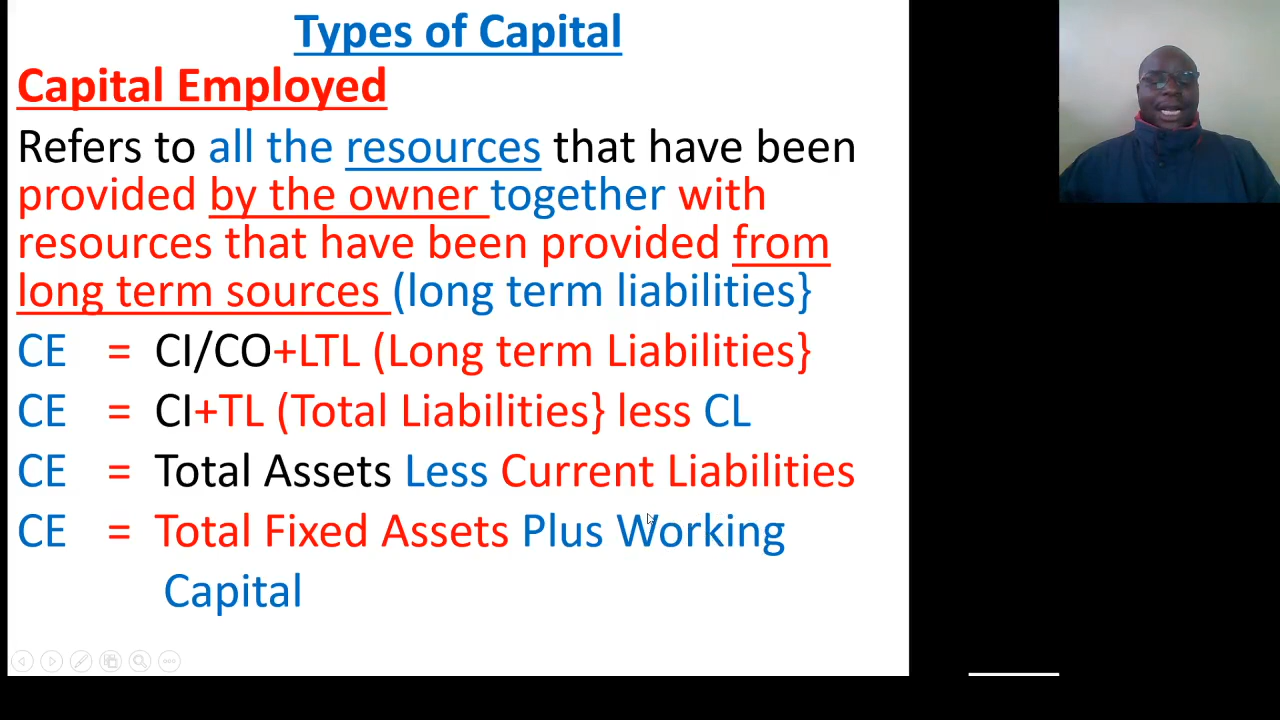 Types of Capital
Capital Employed
Refers to all the resources that have been
provided by the owner together with
resources that have been provided from
long term sources (long term liabilities}
CE = CI/CO+LTL (Long term Liabilities}
CE = CI+TL (Total Liabilities} less CL
CE = Total Assets Less Current Liabilities
CE = Total Fixed Assets Plus Working
Capital